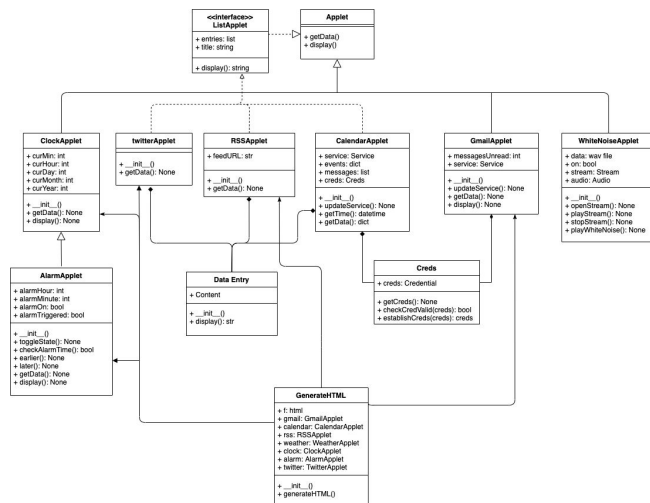 <<interface>>
ListApplet
+ entries: list
+ title: string
+ display(): string
Applet
+ getData()
+ display()
ClockApplet
+ curMin: int
+ curHour: int
+ curDay: int
+ curMonth: int
+ curYear: int
+ __init__()
+ getData(): None
+ display(): None
twitterApplet
+ __init__()
+ getData(): None
RSSApplet
+ feedURL: str
+ __init__()
+ getData(): None
CalendarApplet
+ service: Service
+ events: dict
+ messages: list
+ creds: Creds
+ __init__()
+ updateService(): None
+ getTime(): datetime
+ getData(): dict
GmailApplet
+ messagesUnread: int
+ service: Service
+ __init__()
+ updateService(): None
+ getData(): None
+ display(): None
WhiteNoiseApplet
+ data: wav file
+ on: bool
+ stream: Stream
+ audio: Audio
+ __init__()
+ openStream(): None
+ playStream(): None
+ stopStream(): None
+ playWhiteNoise(): None
AlarmApplet
+ alarmHour: int
+ alarmMinute: int
+ alarmOn: bool
+ alarmTriggered: bool
+ __init__()
+ toggleState(): None
+ checkAlarmTime(): bool
+ earlier(): None
+ later(): None
+ getData(): None
+ display(): None
Data Entry
+ Content
+ __init__()
+ display(): str
Creds
+ creds: Credential
+ getCreds(): None
+ checkCredValid(creds): bool
+ establishCreds(creds): creds
GenerateHTML
+ f: html
+ gmail: GmailApplet
+ calendar: CalendarApplet
+ rss: RSSApplet
+ weather: WeatherApplet
+ clock: ClockApplet
+ alarm: AlarmApplet
+ twitter: TwitterApplet
+ __init__()
+ generateHTML()